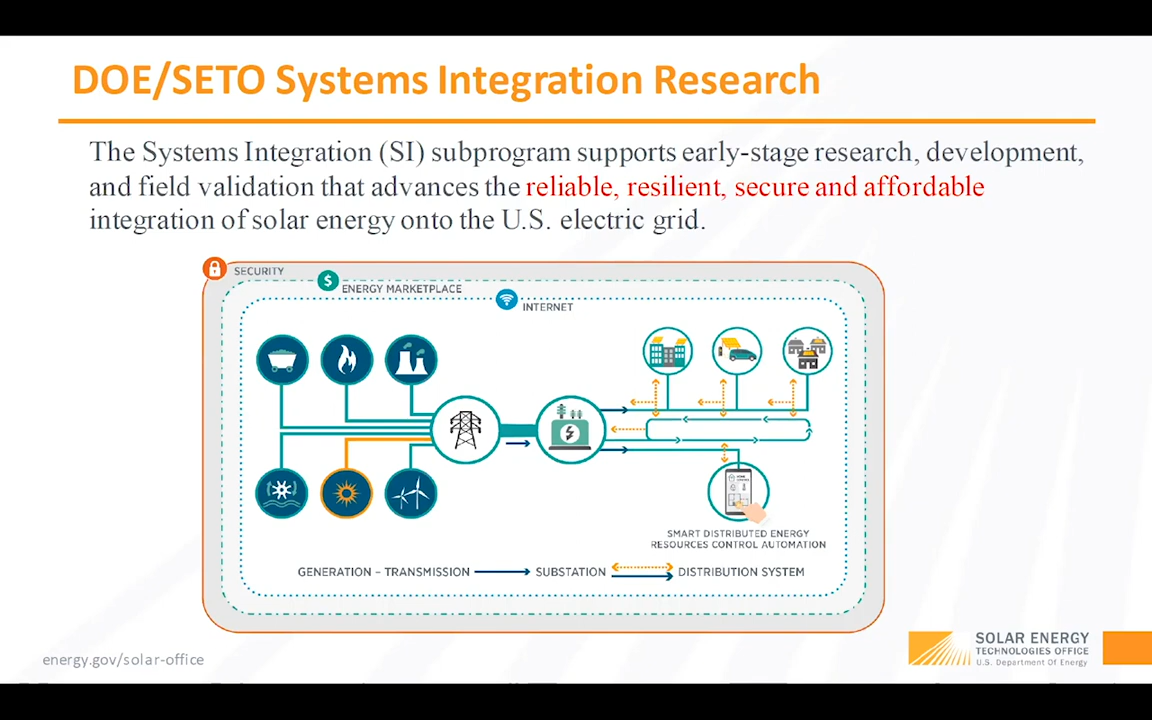 DOE/SETO Systems Integration Research
The Systems Integration (SI) subprogram supports early-stage research, development,
and field validation that advances the reliable, resilient, secure and affordable
integration of solar energy onto the U.S. electric grid.
SECURITY
$
ENERGY MARKETPLACE
INTERNET
SMART DISTRIBUTED ENERGY
RESOURCES CONTROL AUTOMATION
GENERATION – TRANSMISSION
SUBSTATION
DISTRIBUTION SYSTEM
energy.gov/solar-office
SOLAR ENERGY
TECHNOLOGIES OFFICE
U.S. Department Of Energy